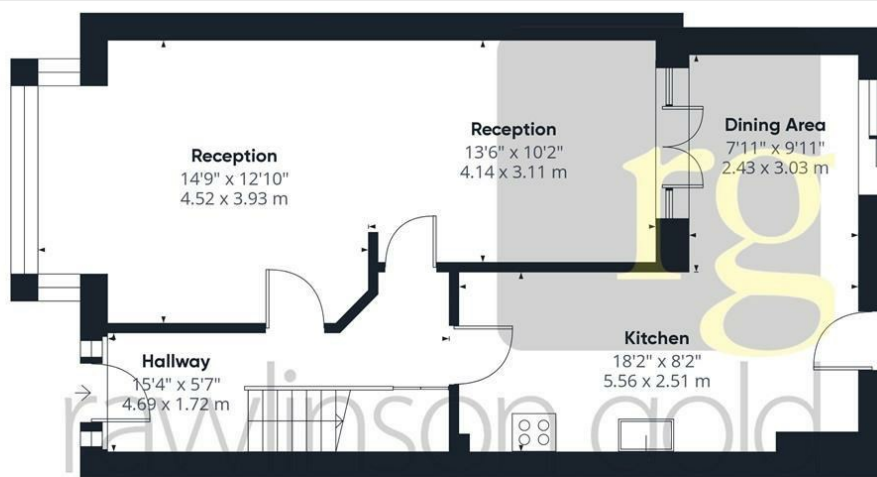 Reception
14'9" x 12'10"
4.52 x 3.93 m
Reception
13'6" x 10'2"
4.14 x 3.11 m
Dining Area
7'11" x 9'11"
2.43 x 3.03 m
rg
Hallway
15'4" x 5'7"
4.69 x 1.72 m
Kitchen
18'2" x 8'2"
5.56 x 2.51 m
rawlinson gold